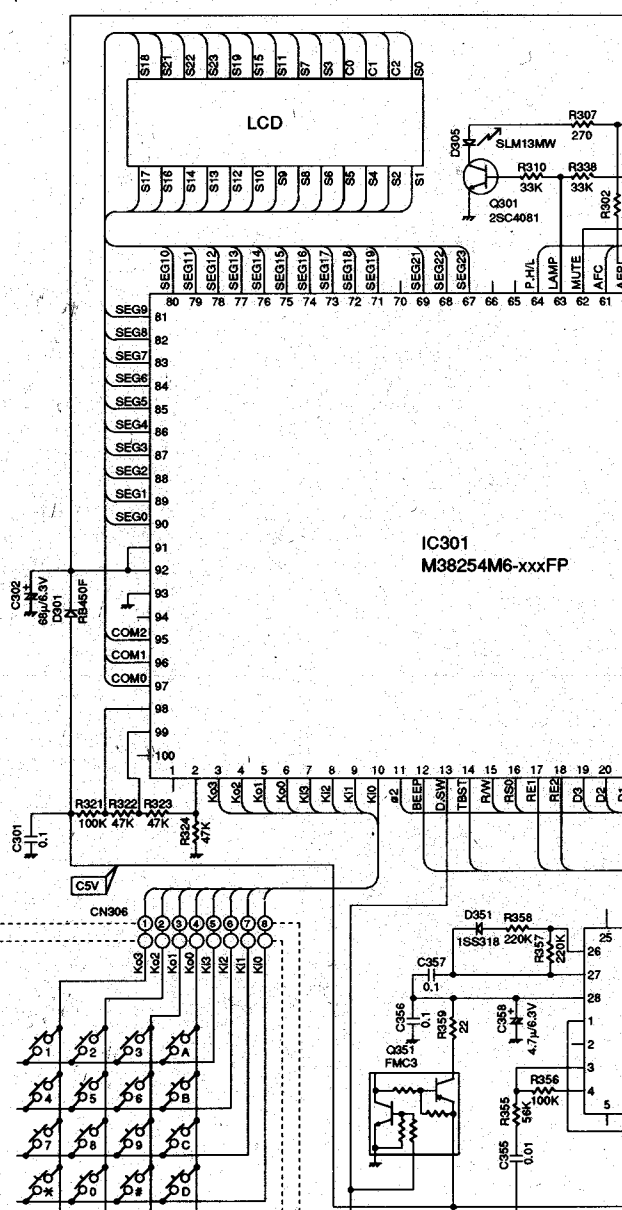 S18 S21 S22 S23 S19 S15 S11 S7 S3 C0 C1 C2 S0
LCD
S17 S16 S14 S13 S12 S10 S9 S8 S6 S5 S4 S2 S1
D305
SLM13MW
R307
270
R310
33K
R338
33K
Q301
2SC4081
R302
SEG10 SEG11 SEG12 SEG13 SEG14 SEG15 SEG16 SEG17 SEG18 SEG19 SEG21 SEG22 SEG23 P.H/L LAMP MUTE AFC
80 79 78 77 76 75 74 73 72 71 70 69 68 67 66 65 64 63 62 61
SEG9 81
SEG8 82
SEG7 83
SEG6 84
SEG5 85
SEG4 86
SEG3 87
SEG2 88
SEG1 89
SEG0 90
91
92
93
94
COM2 95
COM1 96
COM0 97
98
99
100
IC301
M38254M6-xxxFP
C302
68µ/6.3V
D301
RB450F
1 2 3 4 5 6 7 8 9 10 11 12 13 14 15 16 17 18 19 20
Ko3 Ko2 Ko1 Ko0 KI3 KI2 KI1 KI0 ø2 BEEP D.SW TBST R/W RS0 RE1 RE2 D3 D2 D1
R321
100K
R322
47K
R323
47K
R324
47K
C301
0.1
C5V
CN306
1 2 3 4 5 6 7 8
Ko3 Ko2 Ko1 Ko0 KI3 KI2 KI1 KI0
1 2 3 A
4 5 6 B
7 8 9 C
* 0 # D
D351
1SS318
R358
220K
R357
220K
C357
0.1
C356
0.1
R359
22
C358
4.7µ/6.3V
Q351
FMC3
R356
100K
R355
56K
C355
0.01
25
26
27
28
1
2
3
4
5